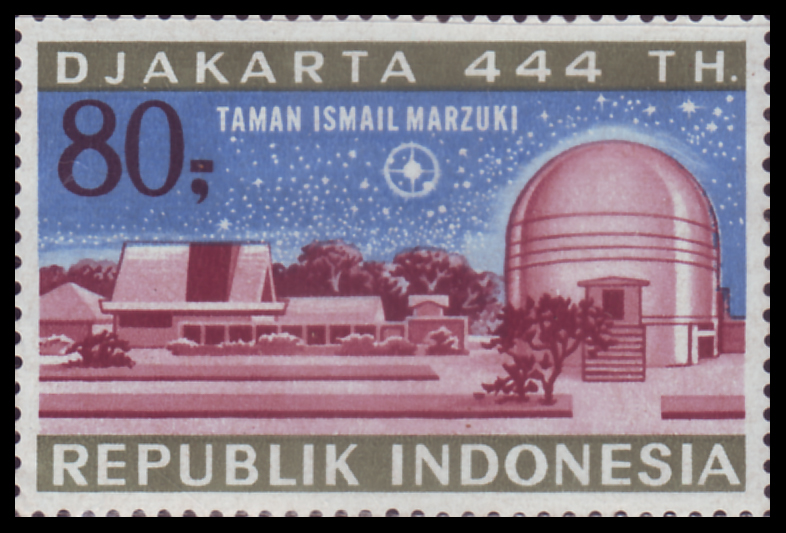 DJAKARTA 444 TH.
80,-
TAMAN ISMAIL MARZUKI
REPUBLIK INDONESIA